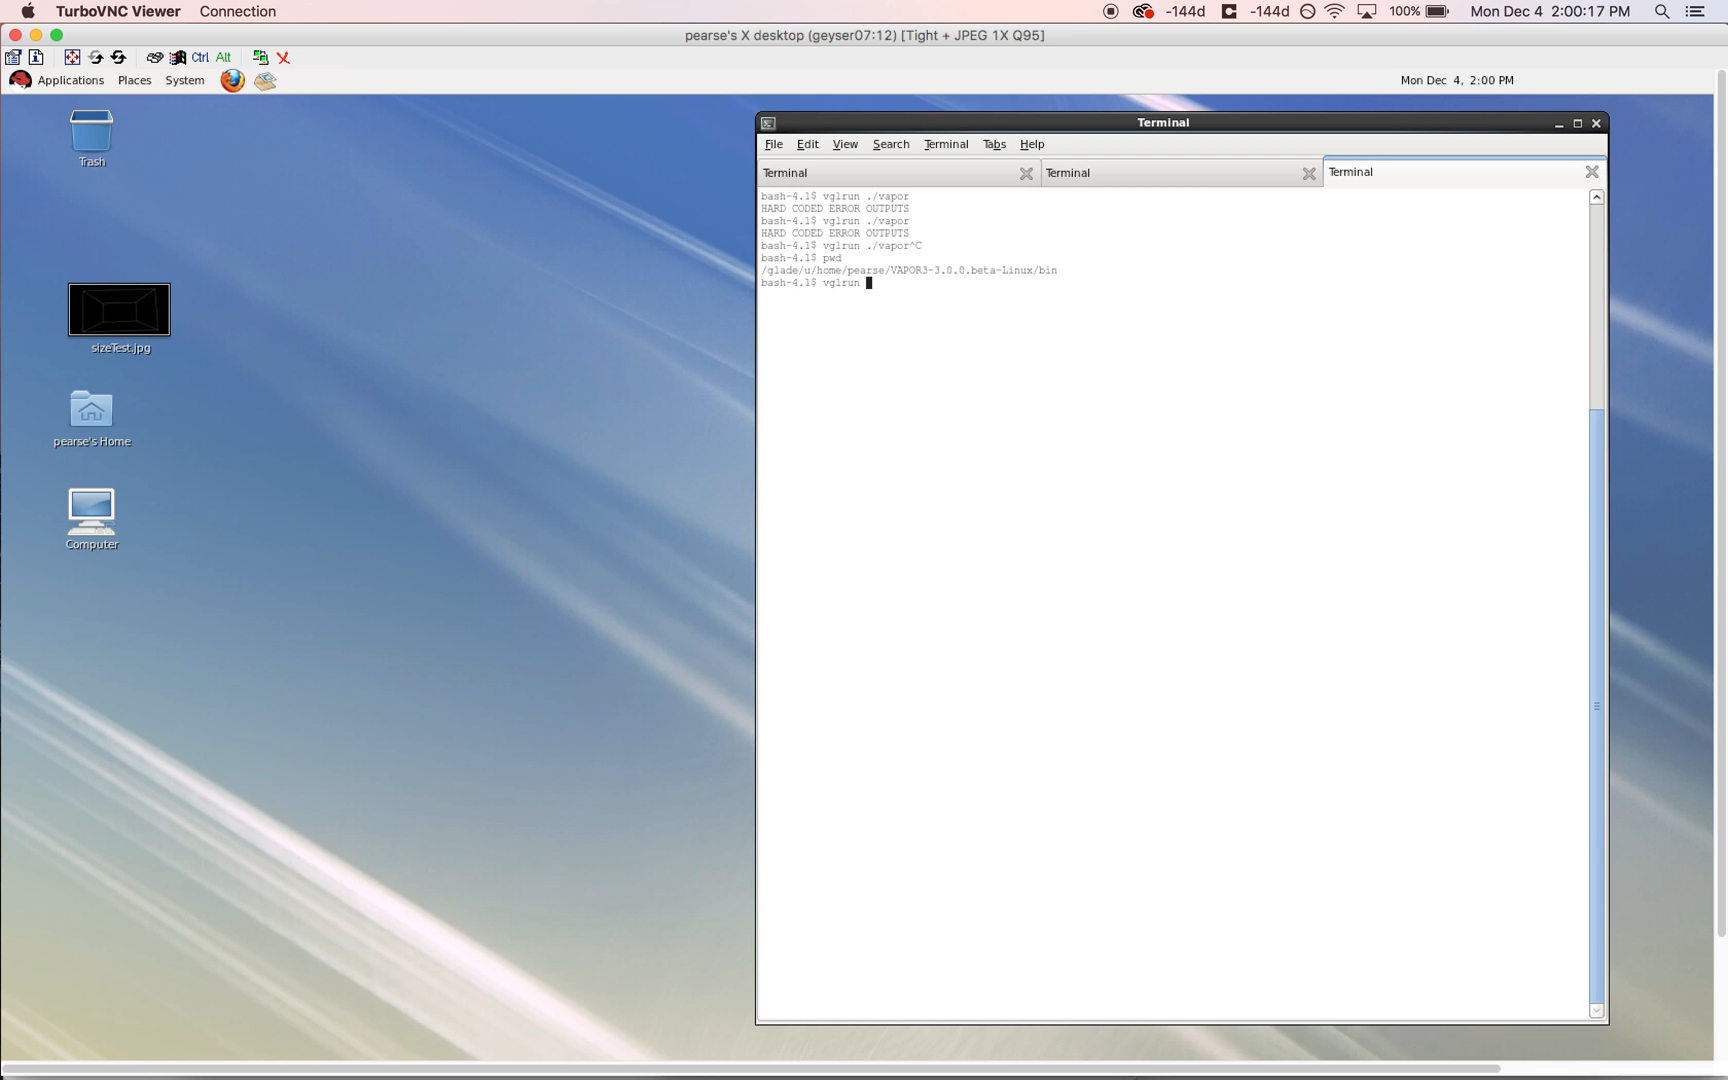 TurboVNC Viewer Connection -144d -144d 100% Mon Dec 4 2:00:17 PM
pearse's X desktop (geyser07:12) [Tight + JPEG 1X Q95]
Ctrl Alt
Applications Places System Mon Dec 4, 2:00 PM
Trash
sizeTest.jpg
pearse's Home
Computer
Terminal
File Edit View Search Terminal Tabs Help
Terminal Terminal Terminal
bash-4.1$ vglrun ./vapor
HARD CODED ERROR OUTPUTS
bash-4.1$ vglrun ./vapor
HARD CODED ERROR OUTPUTS
bash-4.1$ vglrun ./vapor^C
bash-4.1$ pwd
/glade/u/home/pearse/VAPOR3-3.0.0.beta-Linux/bin
bash-4.1$ vglrun